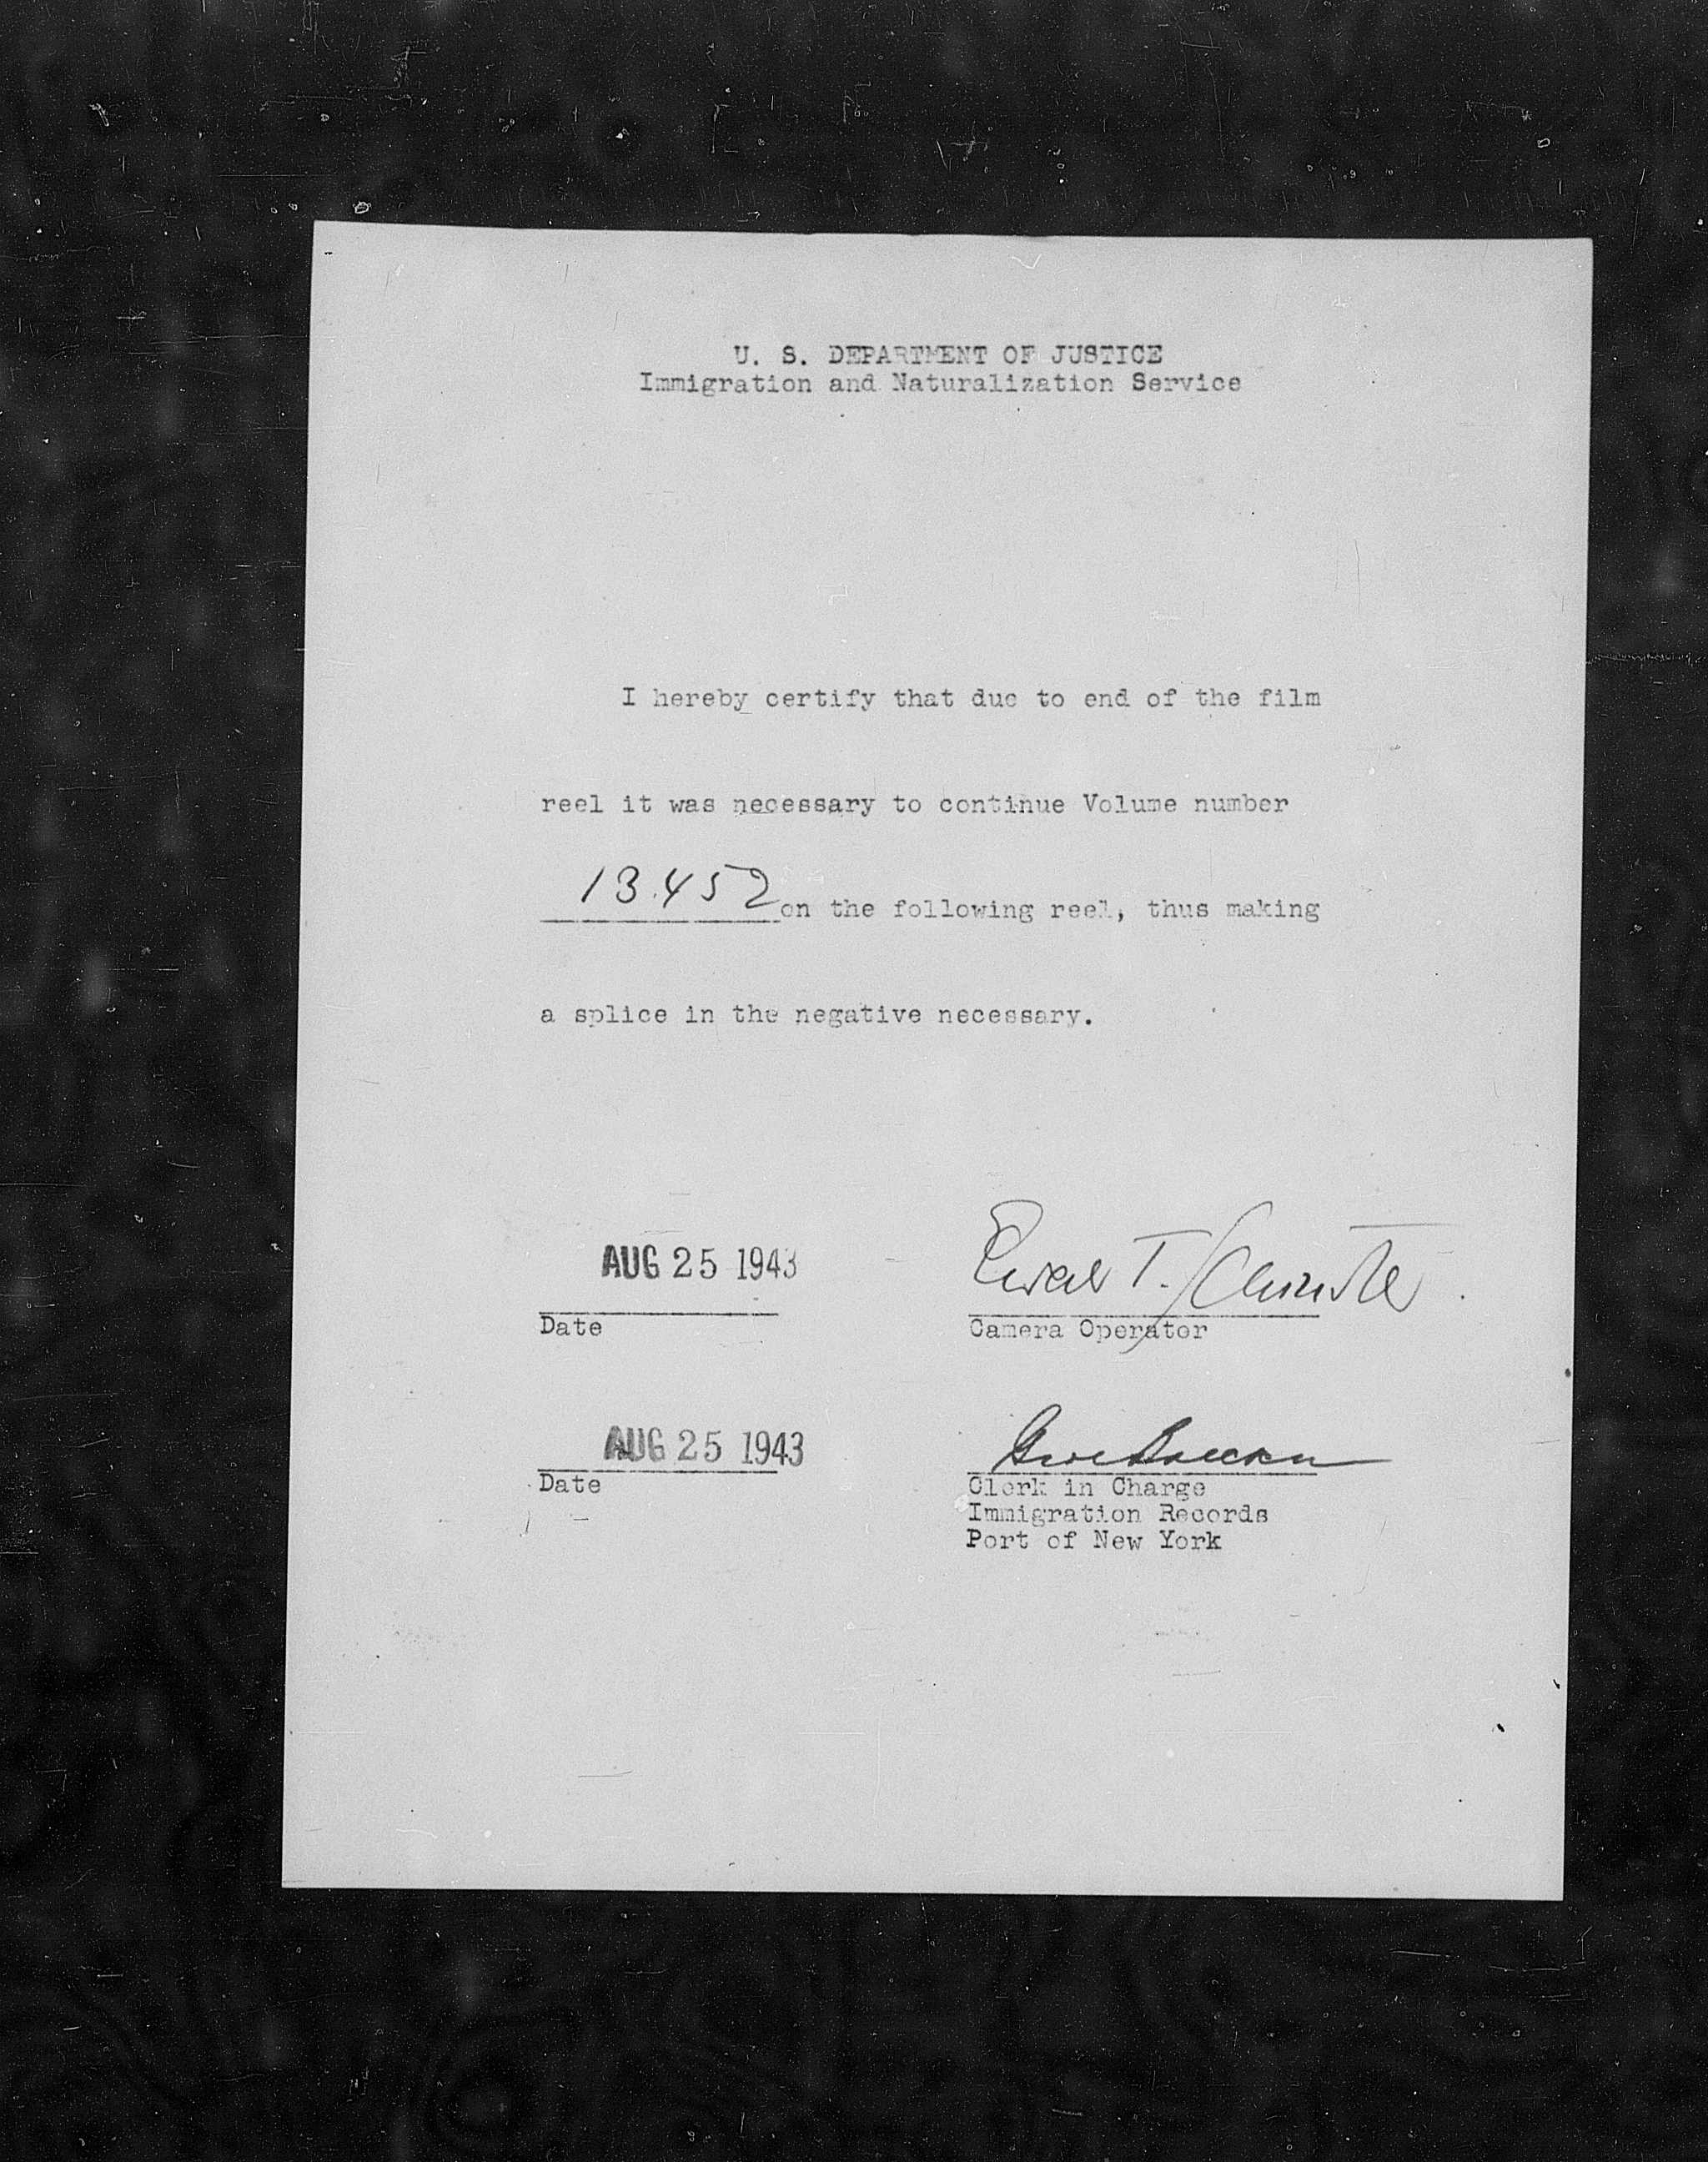 U. S. DEPARTMENT OF JUSTICE
Immigration and Naturalization Service
I hereby certify that due to end of the film
reel it was necessary to continue Volume number
13.452 on the following reel, thus making
a splice in the negative necessary.
AUG 25 1943
Date
T.
Camera Operator
AUG 25 1943
Date
Clerk in Charge
Immigration Records
Port of New York